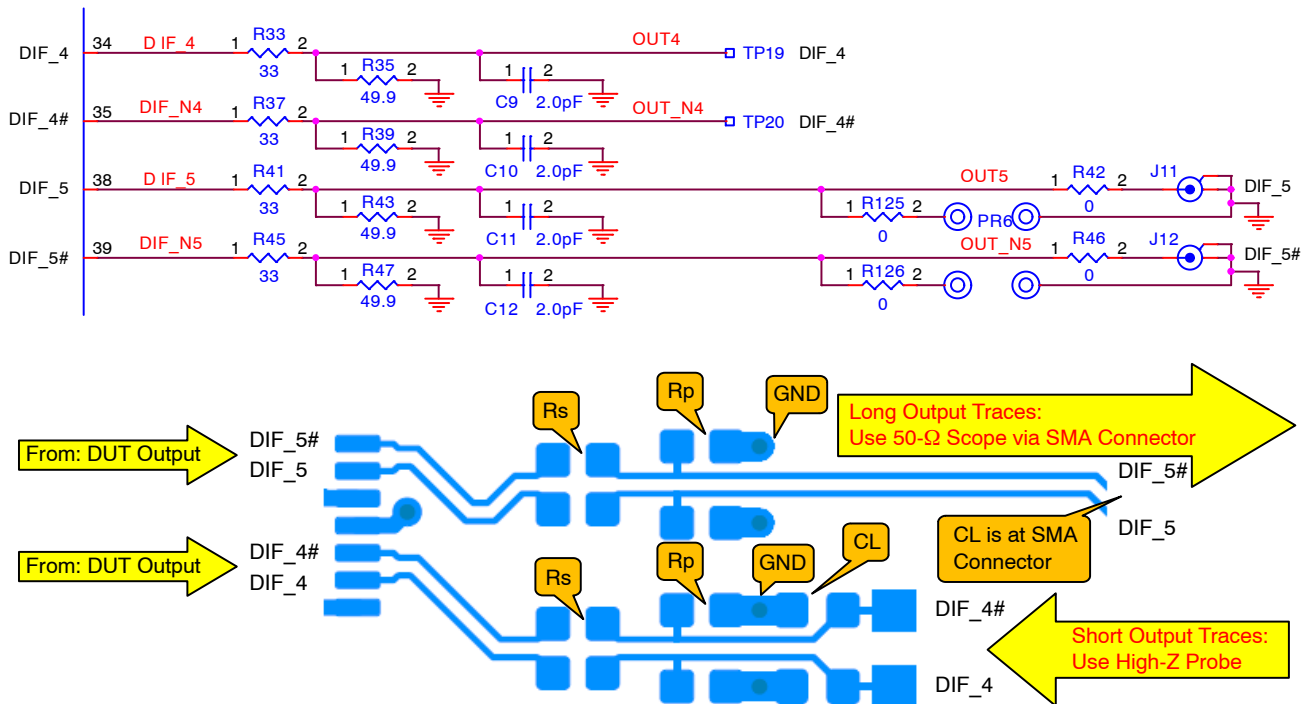 DIF_4 34 D IF_4 1 R33 2 OUT4 TP19 DIF_4
33
1 R35 2 1 2
49.9 C9 2.0pF
DIF_4# 35 DIF_N4 1 R37 2 OUT_N4 TP20 DIF_4#
33
1 R39 2 1 2
49.9 C10 2.0pF
DIF_5 38 D IF_5 1 R41 2 OUT5 1 R42 2 J11 DIF_5
33 0
1 R43 2 1 2 1 R125 2 PR6
49.9 C11 2.0pF 0
DIF_5# 39 DIF_N5 1 R45 2 OUT_N5 1 R46 2 J12 DIF_5#
33 0
1 R47 2 1 2 1 R126 2
49.9 C12 2.0pF 0
Rs
Rp
GND
Long Output Traces:
Use 50-Ω Scope via SMA Connector
From: DUT Output
DIF_5#
DIF_5
DIF_5#
DIF_5
CL is at SMA
Connector
From: DUT Output
DIF_4#
DIF_4
Rs
Rp
GND
CL
DIF_4#
Short Output Traces:
Use High-Z Probe
DIF_4